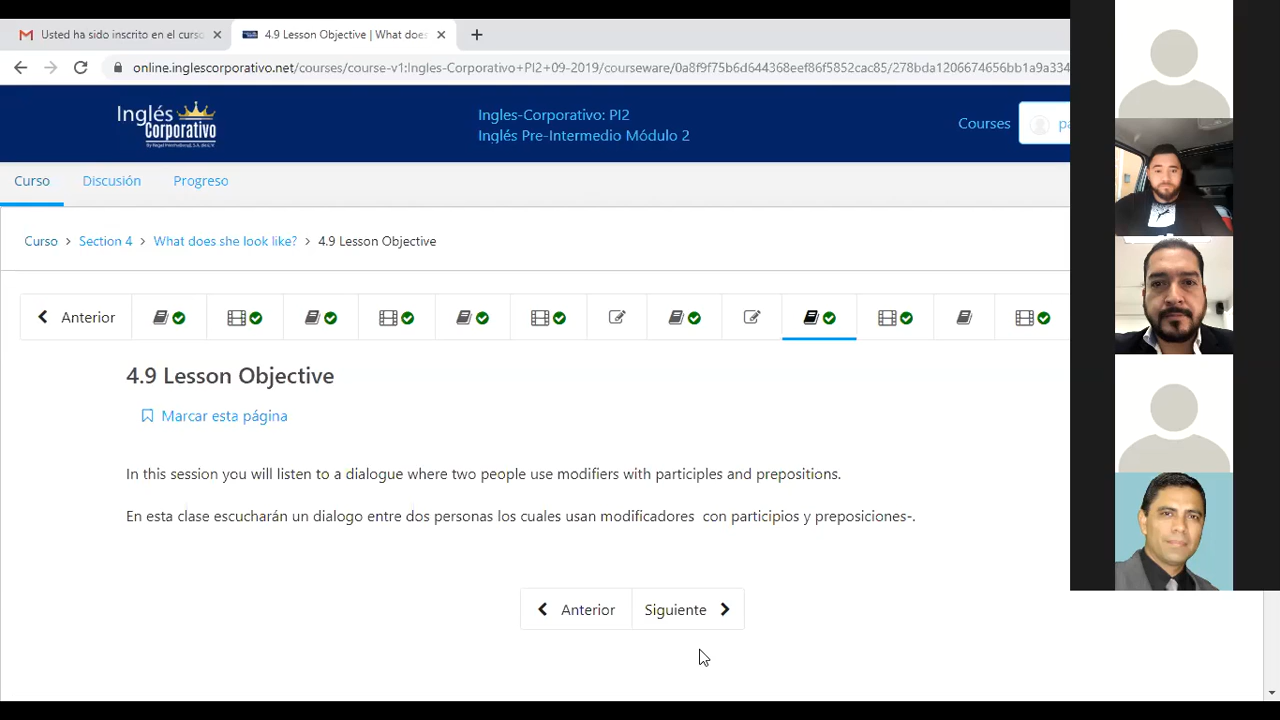 Usted ha sido inscrito en el curso
4.9 Lesson Objective | What does
online.inglescorporativo.net/courses/course-v1:Ingles-Corporativo+PI2+09-2019/courseware/0a8f9f75b6d644368eef86f5852cac85/278bda1206674656bb1a9a334
Inglés
Corporativo
Ingles-Corporativo: PI2
Inglés Pre-Intermedio Módulo 2
Courses
pa
Curso
Discusión
Progreso
Curso > Section 4 > What does she look like? > 4.9 Lesson Objective
Anterior
4.9 Lesson Objective
Marcar esta página
In this session you will listen to a dialogue where two people use modifiers with participles and prepositions.
En esta clase escucharán un dialogo entre dos personas los cuales usan modificadores con participios y preposiciones-.
Anterior
Siguiente